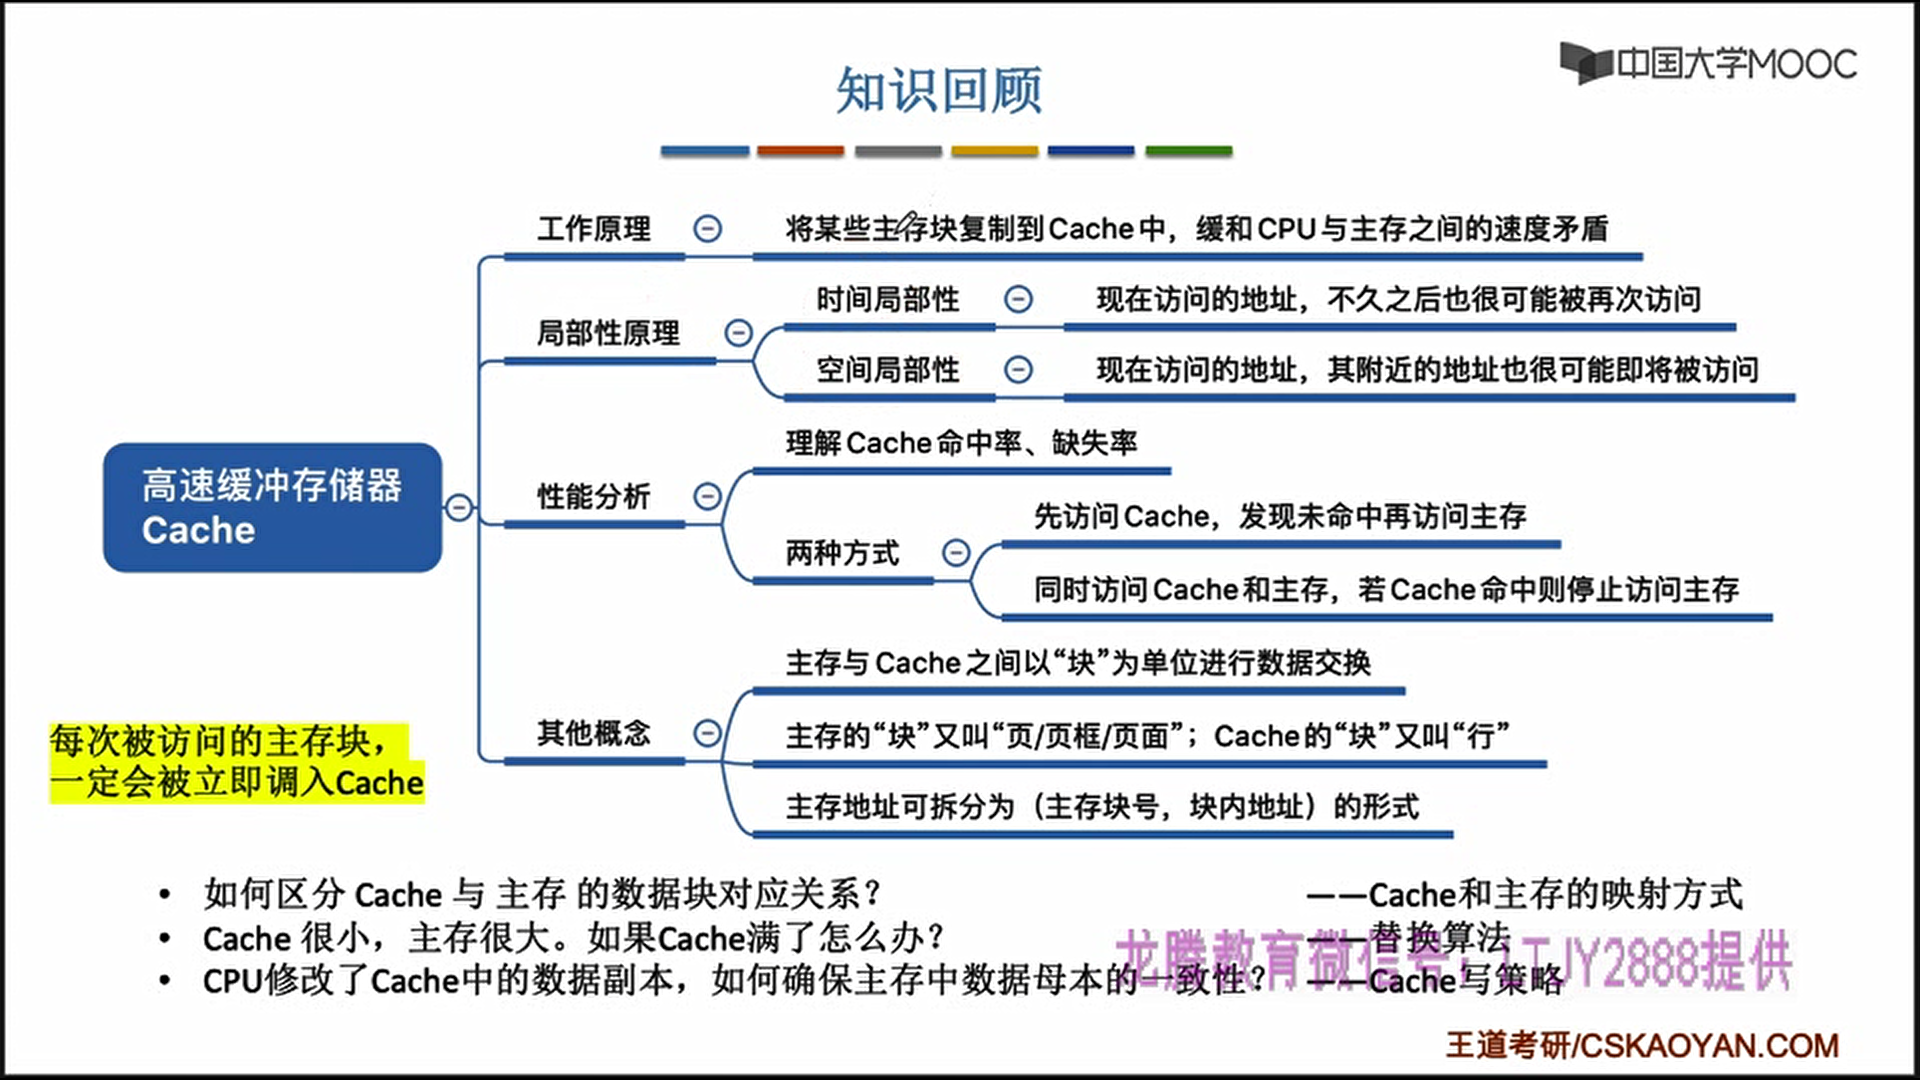 中国大学MOOC
知识回顾
工作原理
将某些主存块复制到Cache中，缓和CPU与主存之间的速度矛盾
局部性原理
时间局部性
现在访问的地址，不久之后也很可能被再次访问
空间局部性
现在访问的地址，其附近的地址也很可能即将被访问
高速缓冲存储器
Cache
性能分析
理解Cache命中率、缺失率
两种方式
先访问Cache，发现未命中再访问主存
同时访问Cache和主存，若Cache命中则停止访问主存
其他概念
主存与Cache之间以“块”为单位进行数据交换
主存的“块”又叫“页/页框/页面”；Cache的“块”又叫“行”
主存地址可拆分为（主存块号，块内地址）的形式
每次被访问的主存块，
一定会被立即调入Cache
• 如何区分 Cache 与 主存 的数据块对应关系？ ——Cache和主存的映射方式
• Cache 很小，主存很大。如果Cache满了怎么办？ ——替换算法
• CPU修改了Cache中的数据副本，如何确保主存中数据母本的一致性？ ——Cache写策略
龙腾教育微信号：LTJY2888提供
王道考研/CSKAOYAN.COM